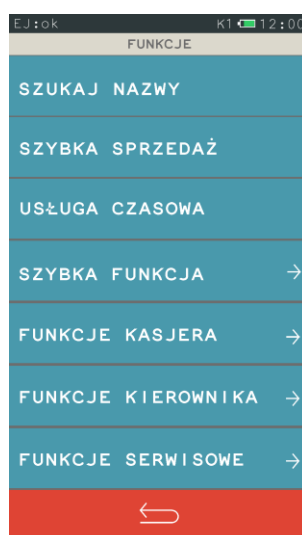 EJ:ok K1 12:00
FUNKCJE
SZUKAJ NAZWY
SZYBKA SPRZEDAŻ
USŁUGA CZASOWA
SZYBKA FUNKCJA
FUNKCJE KASJERA
FUNKCJE KIEROWNIKA
FUNKCJE SERWISOWE